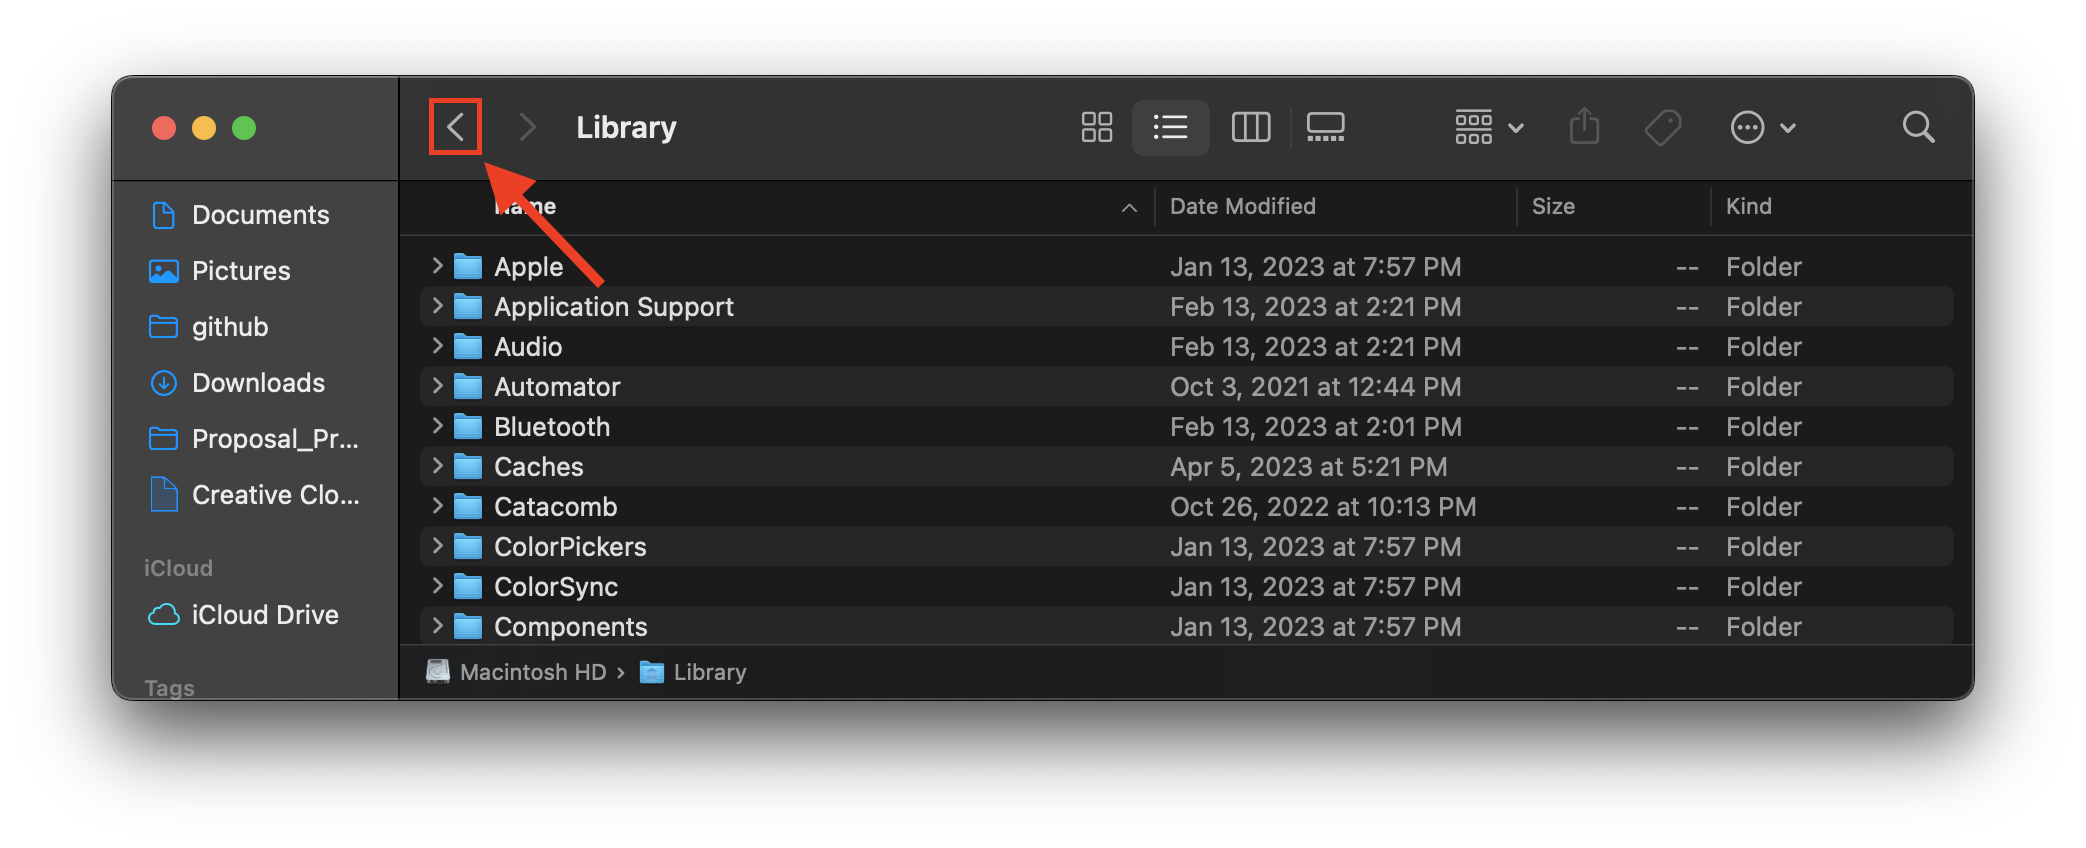 Library
Documents
Pictures
github
Downloads
Proposal_Pr...
Creative Clo...
iCloud
iCloud Drive
Tags
Name Date Modified Size Kind
Apple Jan 13, 2023 at 7:57 PM -- Folder
Application Support Feb 13, 2023 at 2:21 PM -- Folder
Audio Feb 13, 2023 at 2:21 PM -- Folder
Automator Oct 3, 2021 at 12:44 PM -- Folder
Bluetooth Feb 13, 2023 at 2:01 PM -- Folder
Caches Apr 5, 2023 at 5:21 PM -- Folder
Catacomb Oct 26, 2022 at 10:13 PM -- Folder
ColorPickers Jan 13, 2023 at 7:57 PM -- Folder
ColorSync Jan 13, 2023 at 7:57 PM -- Folder
Components Jan 13, 2023 at 7:57 PM -- Folder
Macintosh HD › Library